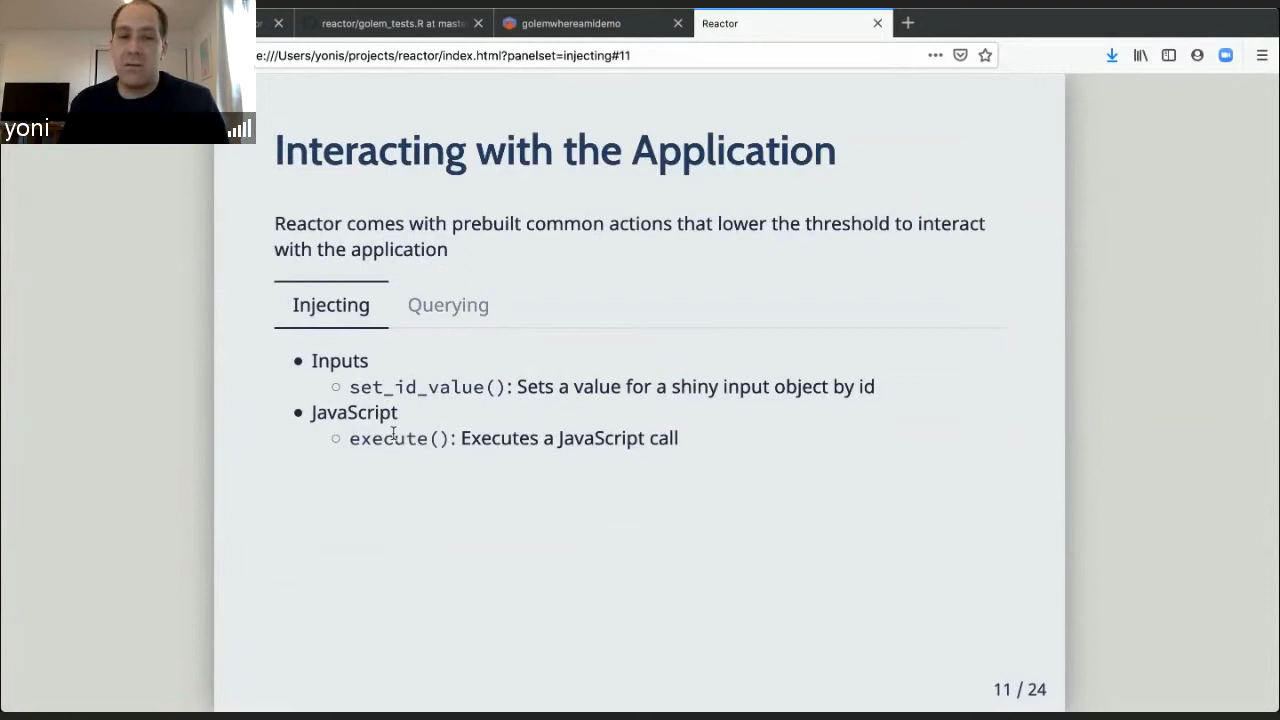 or
reactor/golem_tests.R at maste
golemwhereamidemo
Reactor
e:///Users/yonis/projects/reactor/index.html?panelset=injecting#11
yoni
Interacting with the Application
Reactor comes with prebuilt common actions that lower the threshold to interact
with the application
Injecting
Querying
Inputs
set_id_value(): Sets a value for a shiny input object by id
JavaScript
execute(): Executes a JavaScript call
11 / 24